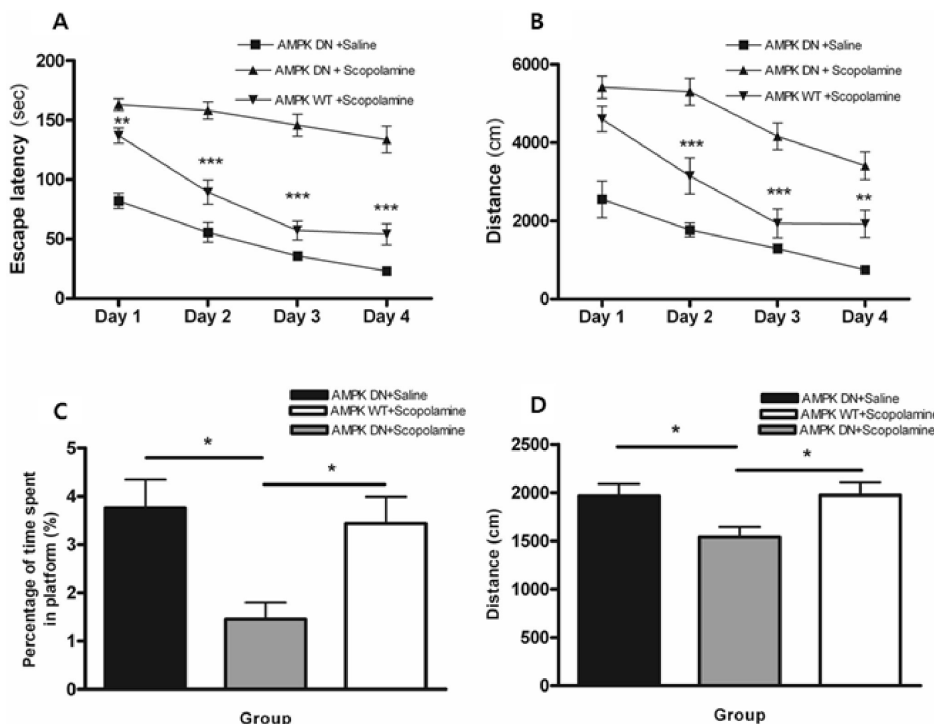 A
AMPK DN +Saline
AMPK DN + Scopolamine
AMPK WT +Scopolamine
Escape latency (sec)
200
150
100
50
0
**
***
***
***
Day 1 Day 2 Day 3 Day 4
B
AMPK DN +Saline
AMPK DN + Scopolamine
AMPK WT +Scopolamine
Distance (cm)
6000
4000
2000
0
***
***
**
Day 1 Day 2 Day 3 Day 4
C
AMPK DN+Saline
AMPK WT+Scopolamine
AMPK DN+Scopolamine
Percentage of time spent
in platform (%)
5
4
3
2
1
0
*
*
Group
D
AMPK DN+Saline
AMPK WT+Scopolamine
AMPK DN+Scopolamine
Distance (cm)
2500
2000
1500
1000
500
0
*
*
Group